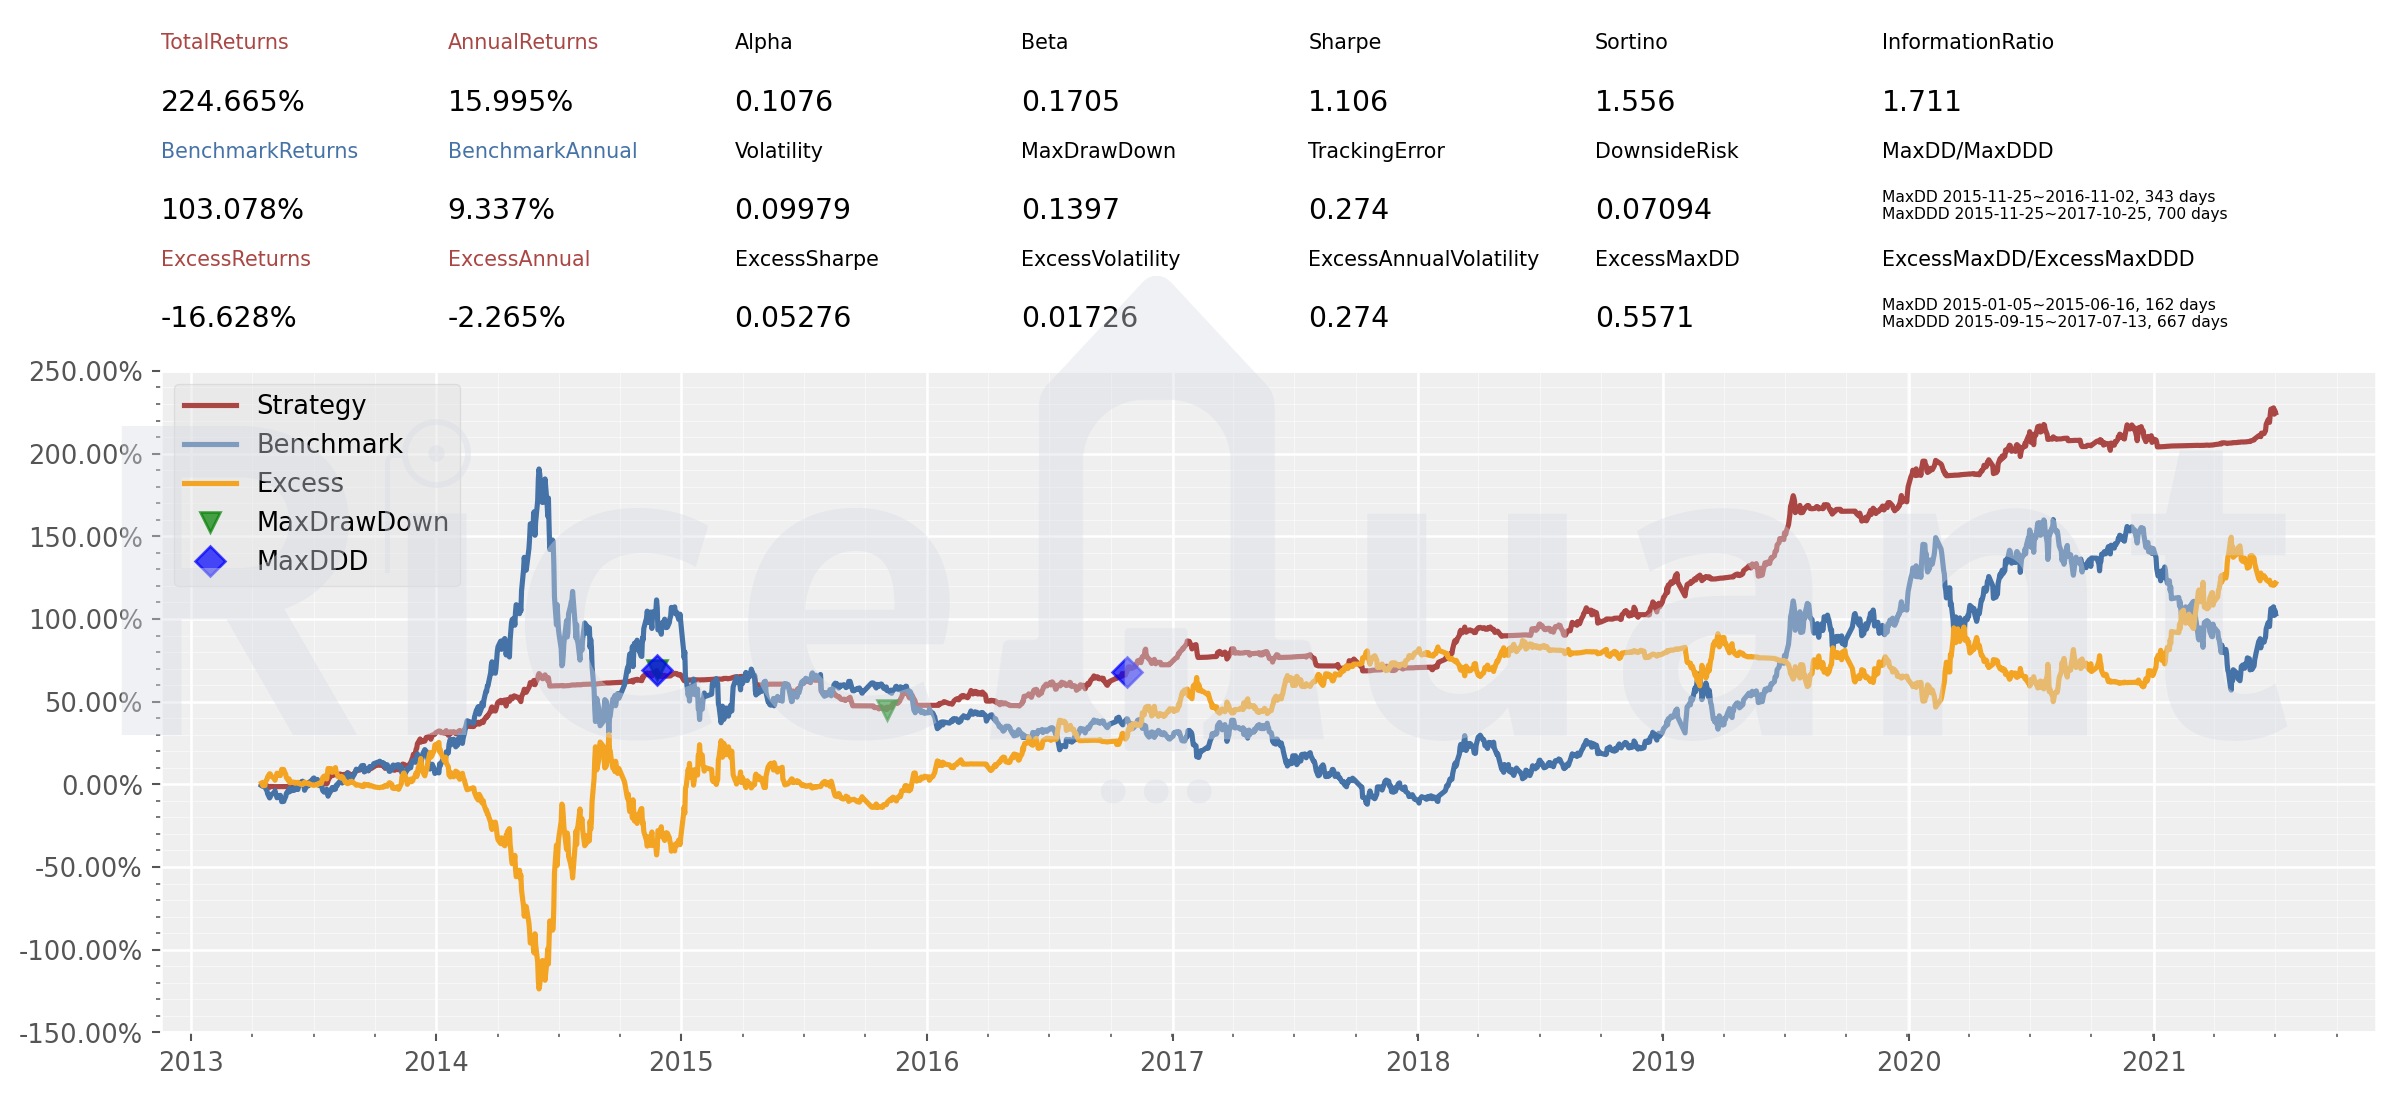 TotalReturns AnnualReturns Alpha Beta Sharpe Sortino InformationRatio
224.665% 15.995% 0.1076 0.1705 1.106 1.556 1.711
BenchmarkReturns BenchmarkAnnual Volatility MaxDrawDown TrackingError DownsideRisk MaxDD/MaxDDD
103.078% 9.337% 0.09979 0.1397 0.274 0.07094 MaxDD 2015-11-25~2016-11-02, 343 days
MaxDDD 2015-11-25~2017-10-25, 700 days
ExcessReturns ExcessAnnual ExcessSharpe ExcessVolatility ExcessAnnualVolatility ExcessMaxDD ExcessMaxDD/ExcessMaxDDD
-16.628% -2.265% 0.05276 0.01726 0.274 0.5571 MaxDD 2015-01-05~2015-06-16, 162 days
MaxDDD 2015-09-15~2017-07-13, 667 days
250.00%
200.00%
150.00%
100.00%
50.00%
0.00%
-50.00%
-100.00%
-150.00%
Strategy
Benchmark
Excess
MaxDrawDown
MaxDDD
RiceQuant
2013 2014 2015 2016 2017 2018 2019 2020 2021